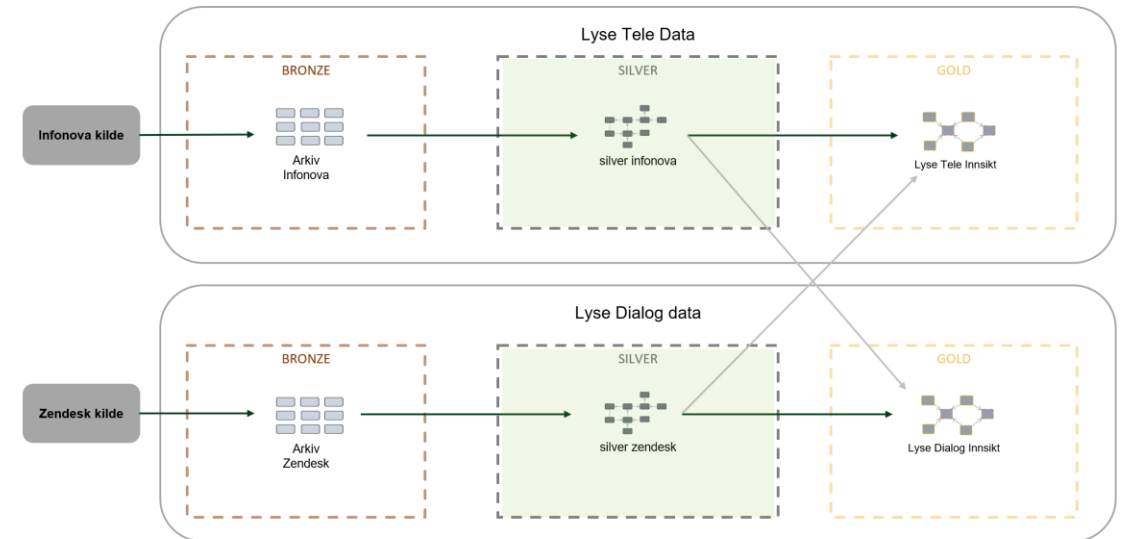 Lyse Tele Data
BRONZE
SILVER
GOLD
Infonova kilde
Arkiv
Infonova
silver infonova
Lyse Tele Innsikt
Lyse Dialog data
BRONZE
SILVER
GOLD
Zendesk kilde
Arkiv
Zendesk
silver zendesk
Lyse Dialog Innsikt